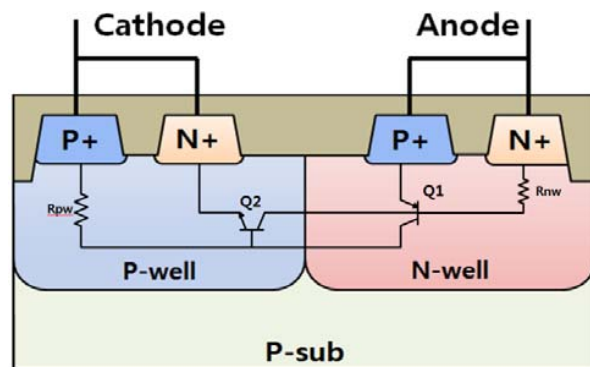 Cathode
Anode
P+
N+
P+
N+
Rpw
Q2
Q1
Rnw
P-well
N-well
P-sub